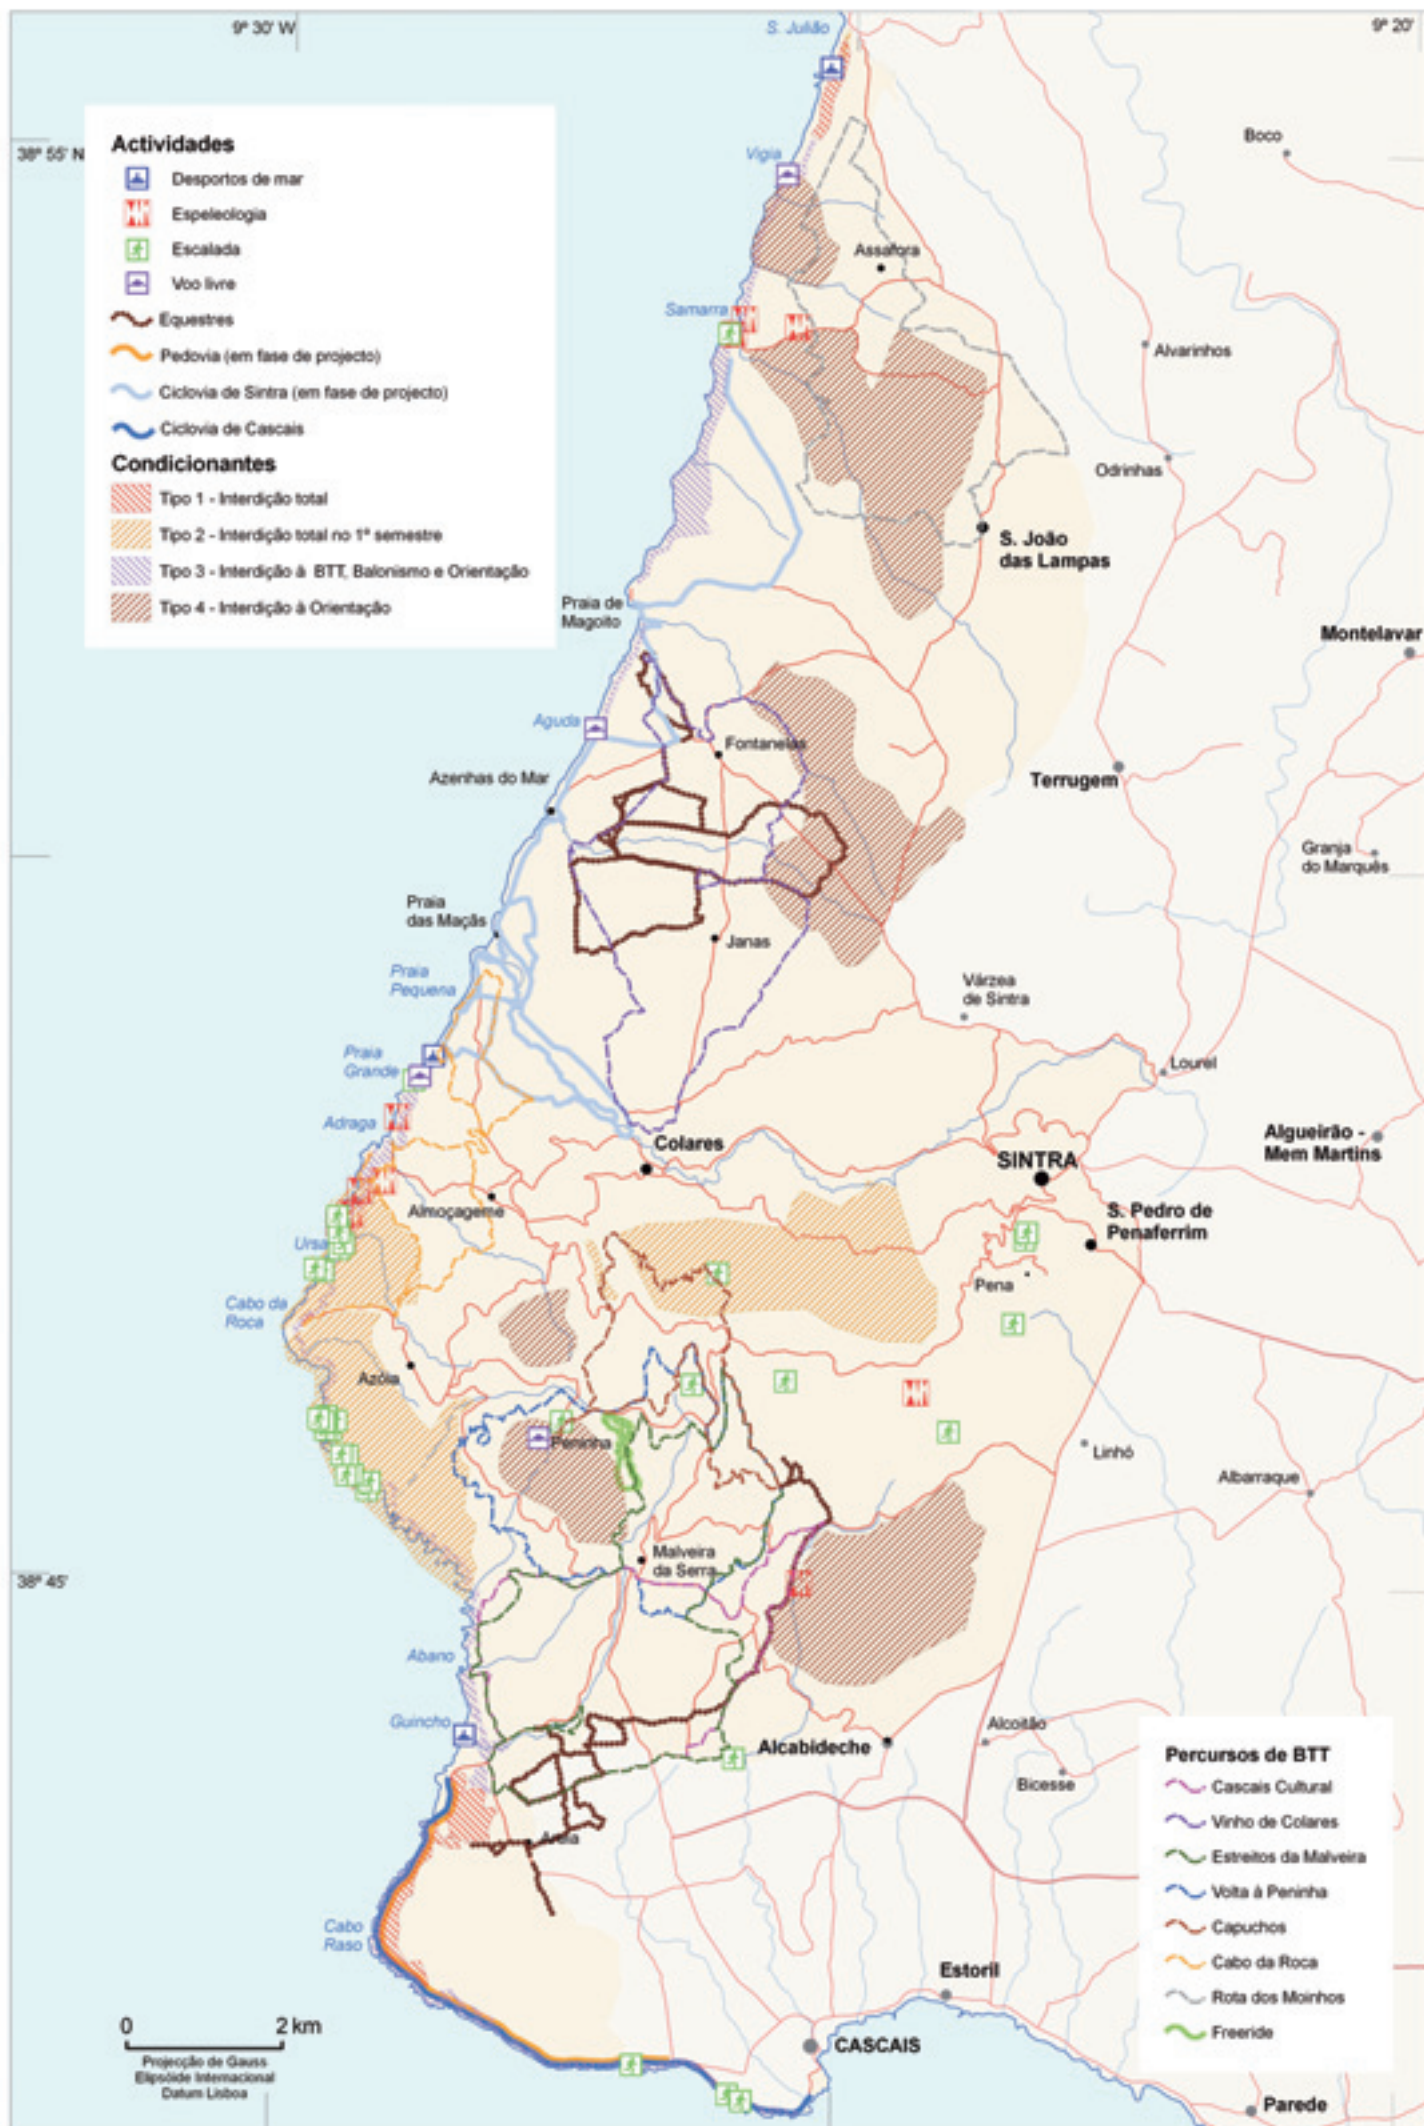 9º 30' W
S. Julião
9º 20'
38º 55' N
Actividades
Desportos de mar
Espeleologia
Escalada
Voo livre
Equestres
Pedovia (em fase de projecto)
Ciclovia de Sintra (em fase de projecto)
Ciclovia de Cascais
Condicionantes
Tipo 1 - Interdição total
Tipo 2 - Interdição total no 1º semestre
Tipo 3 - Interdição à BTT, Balonismo e Orientação
Tipo 4 - Interdição à Orientação
Boco
Vigia
Assafora
Samarra
Alvarinhos
Odrinhas
S. João
das Lampas
Praia de
Magoito
Montelavar
Aguda
Fontanelas
Azenhas do Mar
Terrugem
Granja
do Marquês
Praia
das Maçãs
Janas
Praia
Pequena
Várzea
de Sintra
Praia
Grande
Lourel
Adraga
Colares
Algueirão -
Mem Martins
SINTRA
Almoçageme
S. Pedro de
Penaferrim
Ursa
Pena
Cabo da
Roca
Azóia
Peninha
Linhó
Albarraque
Malveira
da Serra
38º 45'
Abano
Guincho
Alcabideche
Alcoitão
Bicesse
Areia
Cabo
Raso
Estoril
CASCAIS
Parede
Percursos de BTT
Cascais Cultural
Vinho de Colares
Estreitos da Malveira
Volta à Peninha
Capuchos
Cabo da Roca
Rota dos Moinhos
Freeride
0 2 km
Projecção de Gauss
Elipsóide Internacional
Datum Lisboa